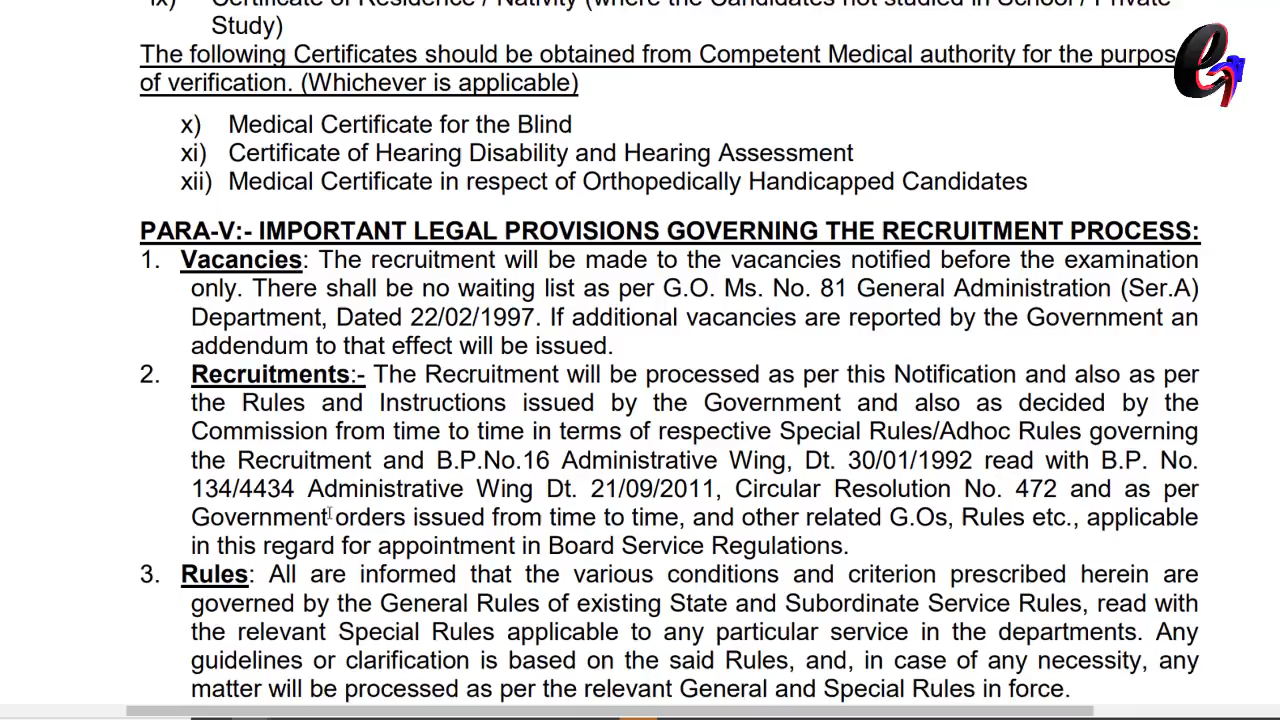 ix) Certificate of Residence / Nativity (where the Candidates not studied in School / Private
Study)
The following Certificates should be obtained from Competent Medical authority for the purpos
of verification. (Whichever is applicable)
x) Medical Certificate for the Blind
xi) Certificate of Hearing Disability and Hearing Assessment
xii) Medical Certificate in respect of Orthopedically Handicapped Candidates
PARA-V:- IMPORTANT LEGAL PROVISIONS GOVERNING THE RECRUITMENT PROCESS:
1. Vacancies: The recruitment will be made to the vacancies notified before the examination
only. There shall be no waiting list as per G.O. Ms. No. 81 General Administration (Ser.A)
Department, Dated 22/02/1997. If additional vacancies are reported by the Government an
addendum to that effect will be issued.
2. Recruitments:- The Recruitment will be processed as per this Notification and also as per
the Rules and Instructions issued by the Government and also as decided by the
Commission from time to time in terms of respective Special Rules/Adhoc Rules governing
the Recruitment and B.P.No.16 Administrative Wing, Dt. 30/01/1992 read with B.P. No.
134/4434 Administrative Wing Dt. 21/09/2011, Circular Resolution No. 472 and as per
Government orders issued from time to time, and other related G.Os, Rules etc., applicable
in this regard for appointment in Board Service Regulations.
3. Rules: All are informed that the various conditions and criterion prescribed herein are
governed by the General Rules of existing State and Subordinate Service Rules, read with
the relevant Special Rules applicable to any particular service in the departments. Any
guidelines or clarification is based on the said Rules, and, in case of any necessity, any
matter will be processed as per the relevant General and Special Rules in force.